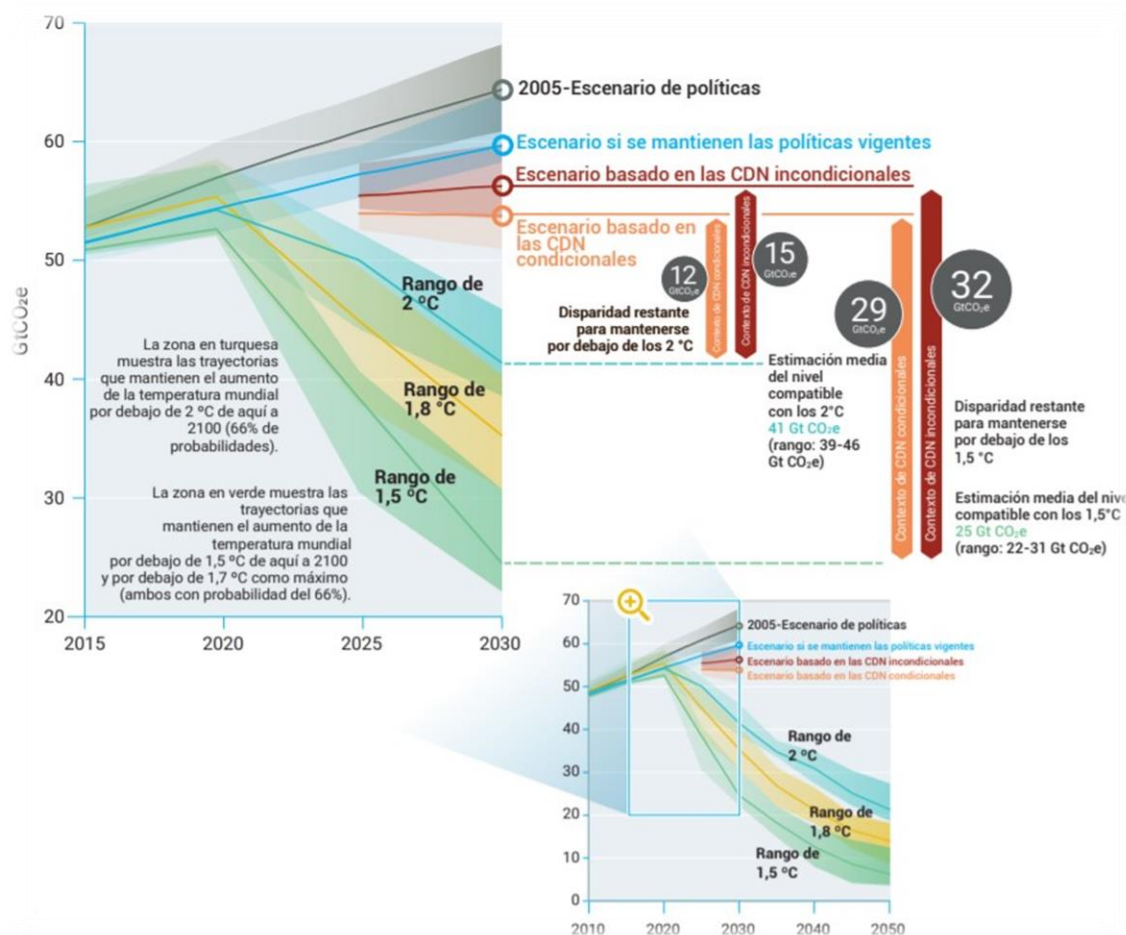 70
60
50
40
30
20
GtCO₂e
2015
2020
2025
2030
2005-Escenario de políticas
Escenario si se mantienen las políticas vigentes
Escenario basado en las CDN incondicionales
Escenario basado en
las CDN
condicionales
Rango de
2 ºC
Rango de
1,8 °C
Rango de
1,5 ºC
La zona en turquesa
muestra las trayectorias
que mantienen el aumento
de la temperatura mundial
por debajo de 2 ºC de aquí a
2100 (66% de
probabilidades).
La zona en verde muestra las
trayectorias que
mantienen el aumento de la
temperatura mundial
por debajo de 1,5 ºC de aquí a 2100
y por debajo de 1,7 ºC como máximo
(ambos con probabilidad del 66%).
12
GtCO₂e
15
GtCO₂e
Contexto de CDN condicionales
Contexto de CDN incondicionales
Disparidad restante
para mantenerse
por debajo de los 2 °C
29
GtCO₂e
32
GtCO₂e
Contexto de CDN condicionales
Contexto de CDN incondicionales
Estimación media
del nivel
compatible
con los 2°C
41 Gt CO₂e
(rango: 39-46
Gt CO₂e)
Disparidad restante
para mantenerse
por debajo de los
1,5 °C
Estimación media del nive
compatible con los 1,5°C
25 Gt CO₂e
(rango: 22-31 Gt CO₂e)
70
60
50
40
30
20
10
0
2010
2020
2030
2040
2050
2005-Escenario de políticas
Escenario si se mantienen las políticas vigentes
Escenario basado en las CDN incondicionales
Escenario basado en las CDN condicionales
Rango de
2 ºC
Rango de
1,8 ºC
Rango de
1,5 ºC